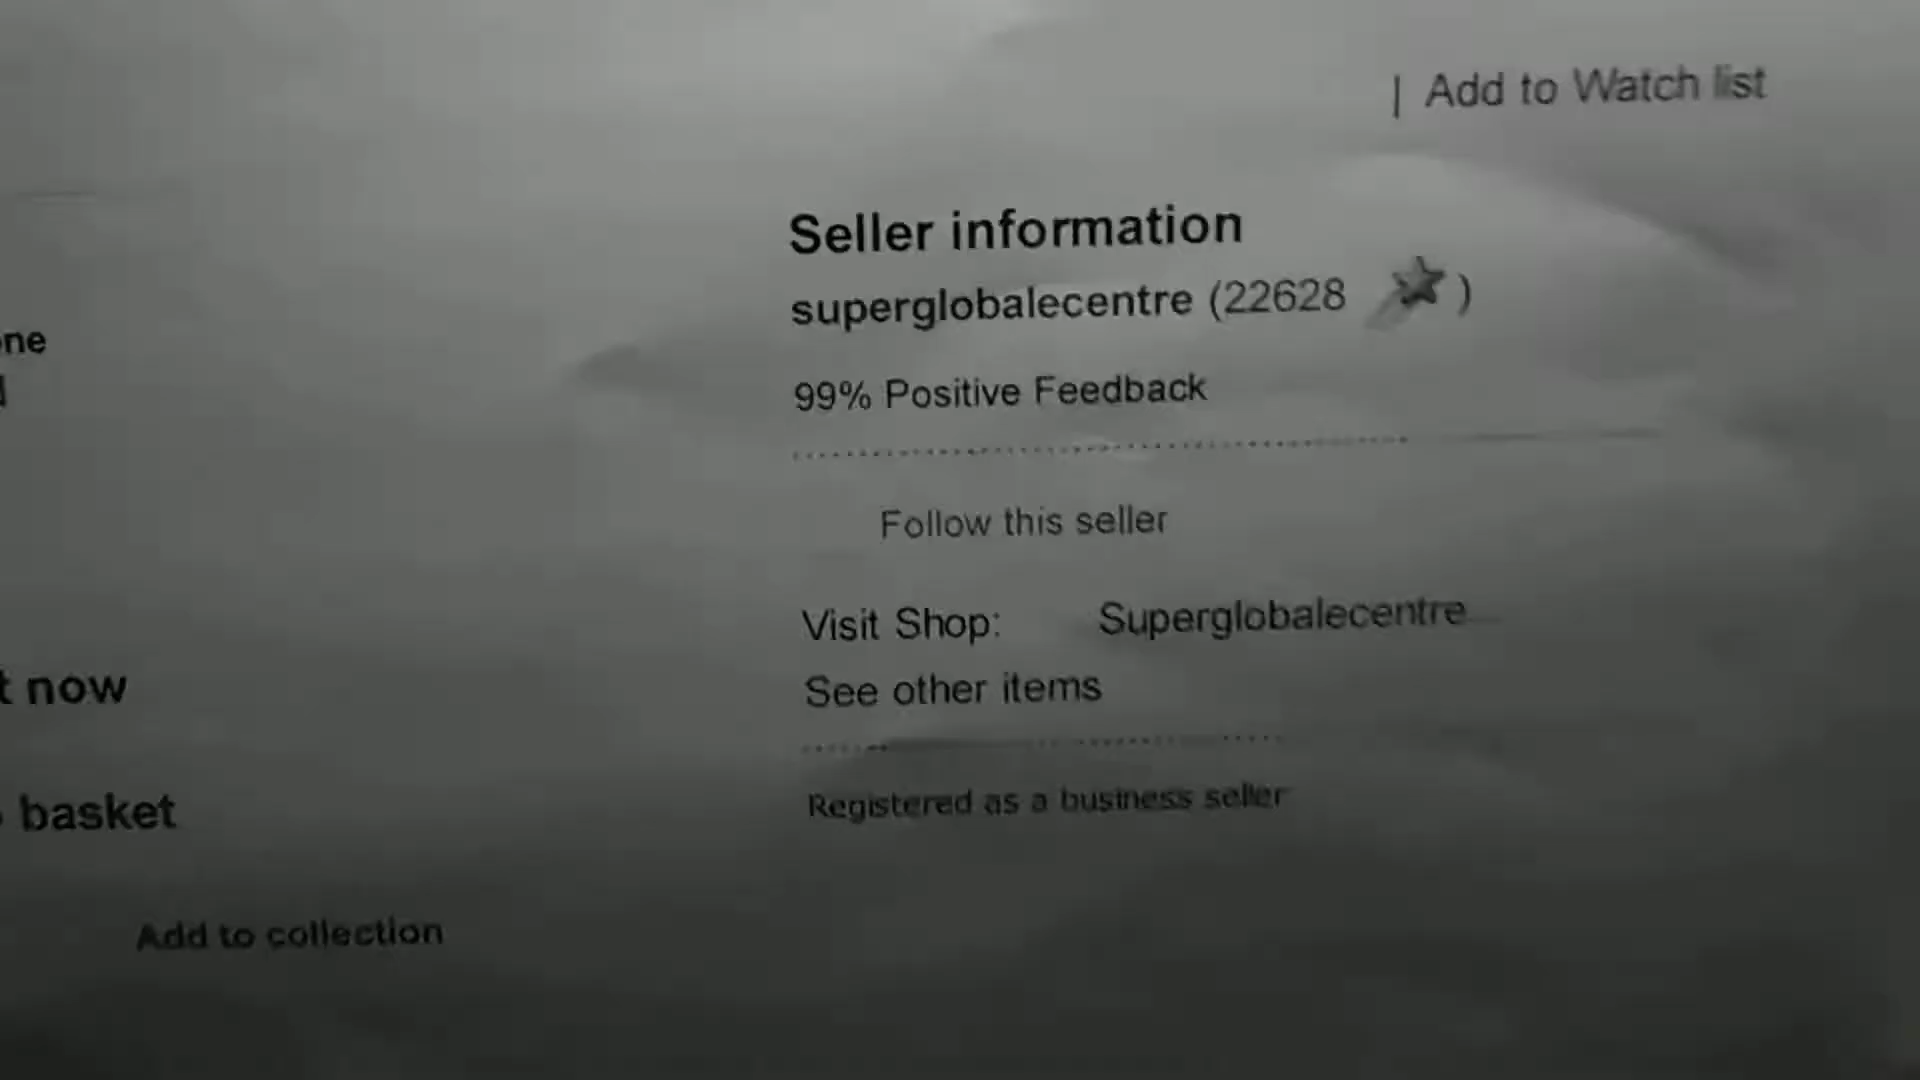 | Add to Watch list
Seller information
superglobalecentre (22628 )
ne
99% Positive Feedback
Follow this seller
Visit Shop: Superglobalecentre
t now
See other items
Registered as a business seller
basket
Add to collection